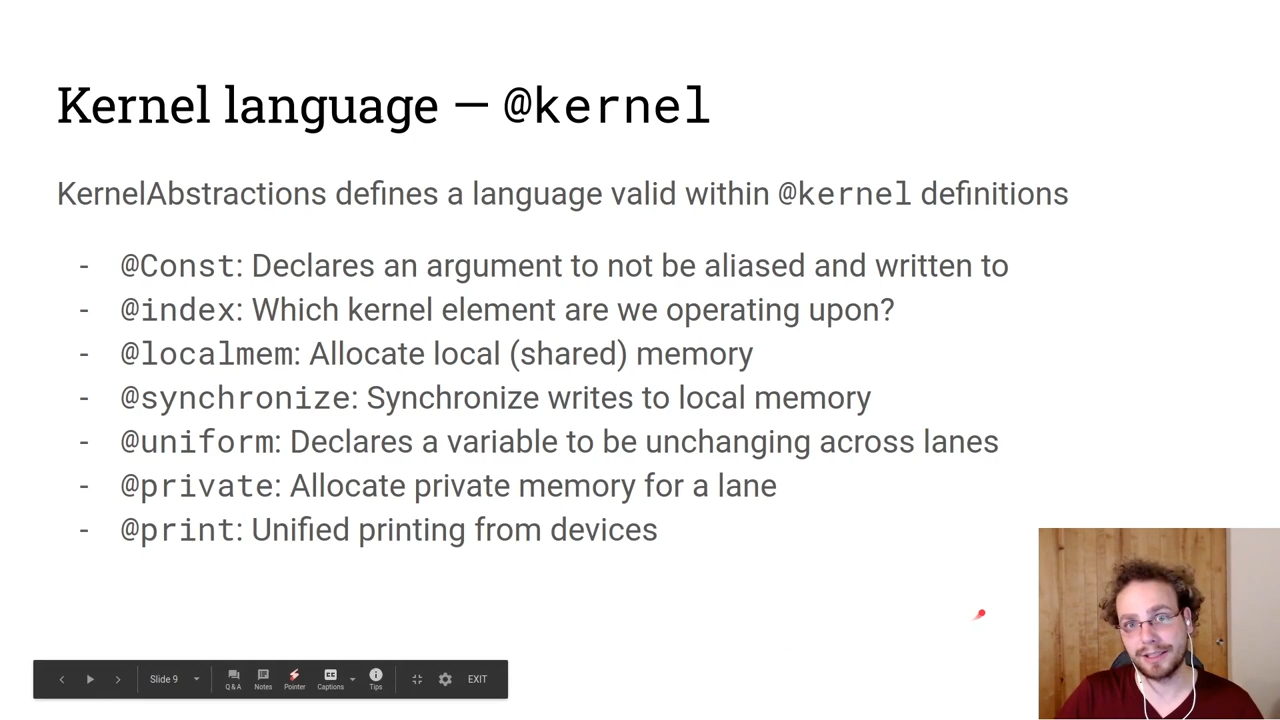 Kernel language — @kernel
KernelAbstractions defines a language valid within @kernel definitions
- @Const: Declares an argument to not be aliased and written to
- @index: Which kernel element are we operating upon?
- @localmem: Allocate local (shared) memory
- @synchronize: Synchronize writes to local memory
- @uniform: Declares a variable to be unchanging across lanes
- @private: Allocate private memory for a lane
- @print: Unified printing from devices
Slide 9
Q & A
Notes
Pointer
CC
Captions
Tips
EXIT